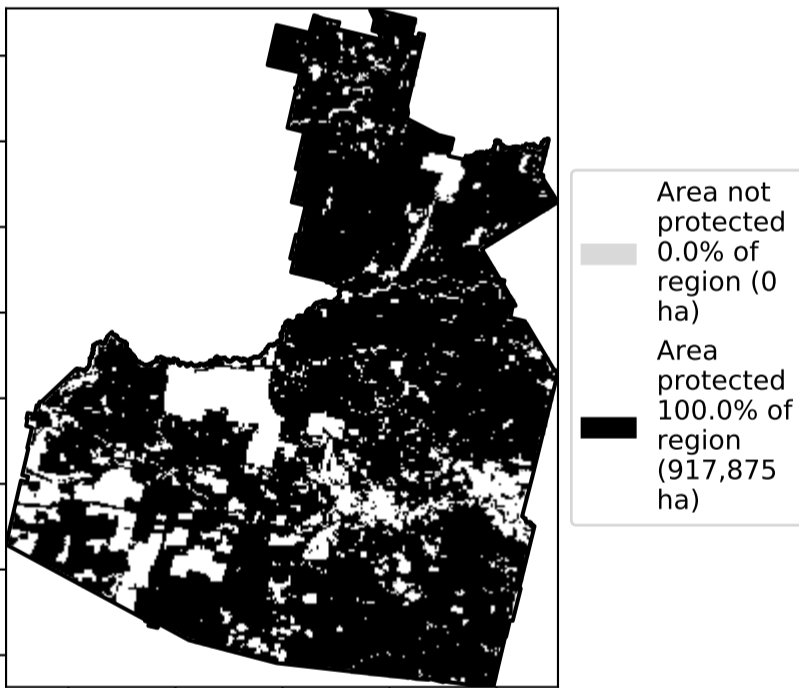 Area not
protected
0.0% of
region (0
ha)
Area
protected
100.0% of
region
(917,875
ha)